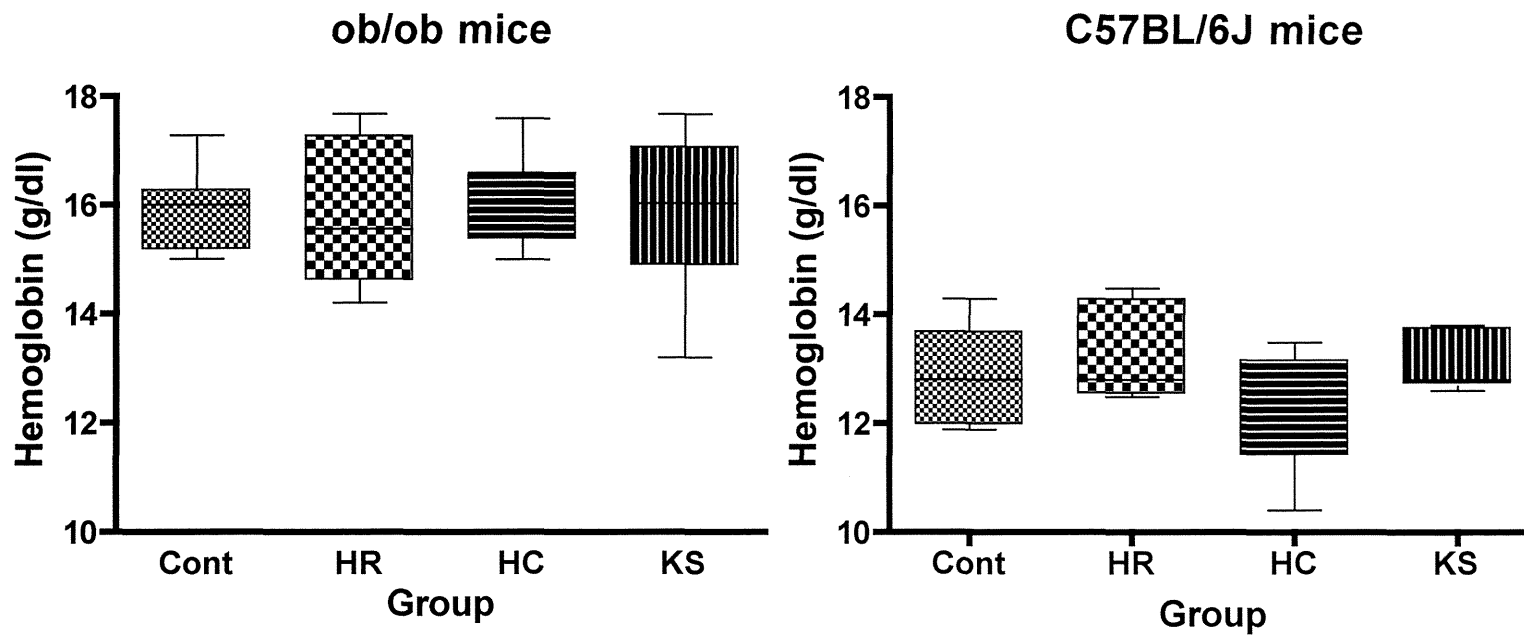 ob/ob mice
Hemoglobin (g/dl)
18
16
14
12
10
Cont HR HC KS
Group
C57BL/6J mice
Hemoglobin (g/dl)
18
16
14
12
10
Cont HR HC KS
Group